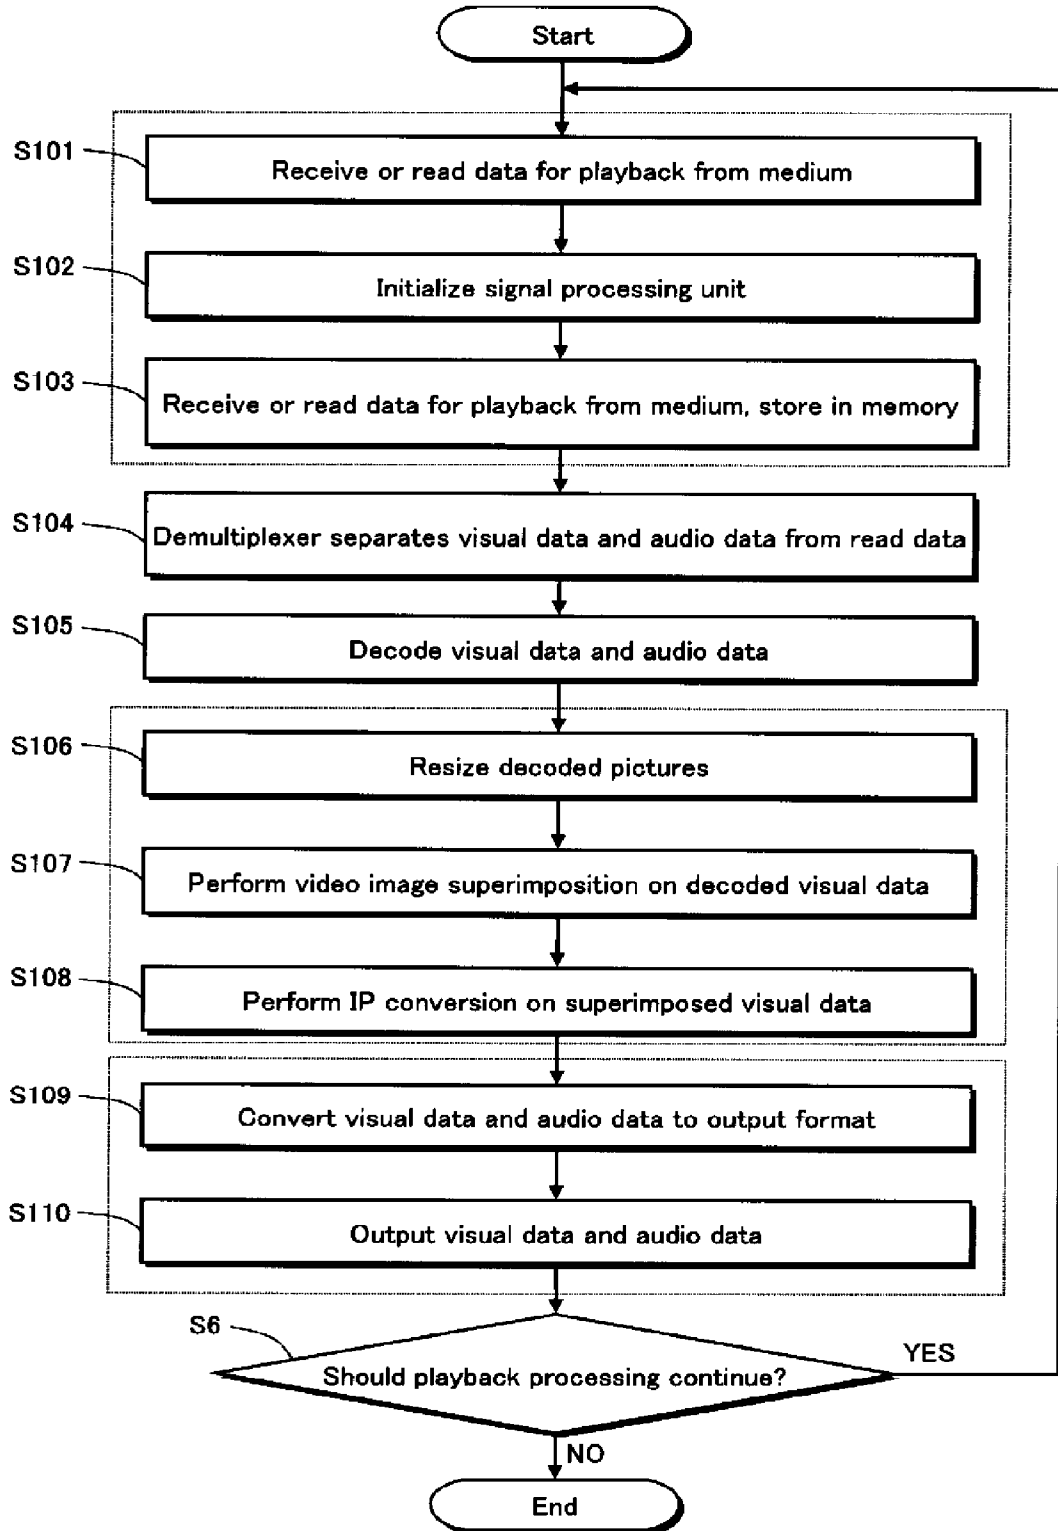 Start
S101
Receive or read data for playback from medium
S102
Initialize signal processing unit
S103
Receive or read data for playback from medium, store in memory
S104
Demultiplexer separates visual data and audio data from read data
S105
Decode visual data and audio data
S106
Resize decoded pictures
S107
Perform video image superimposition on decoded visual data
S108
Perform IP conversion on superimposed visual data
S109
Convert visual data and audio data to output format
S110
Output visual data and audio data
S6
Should playback processing continue?
YES
NO
End